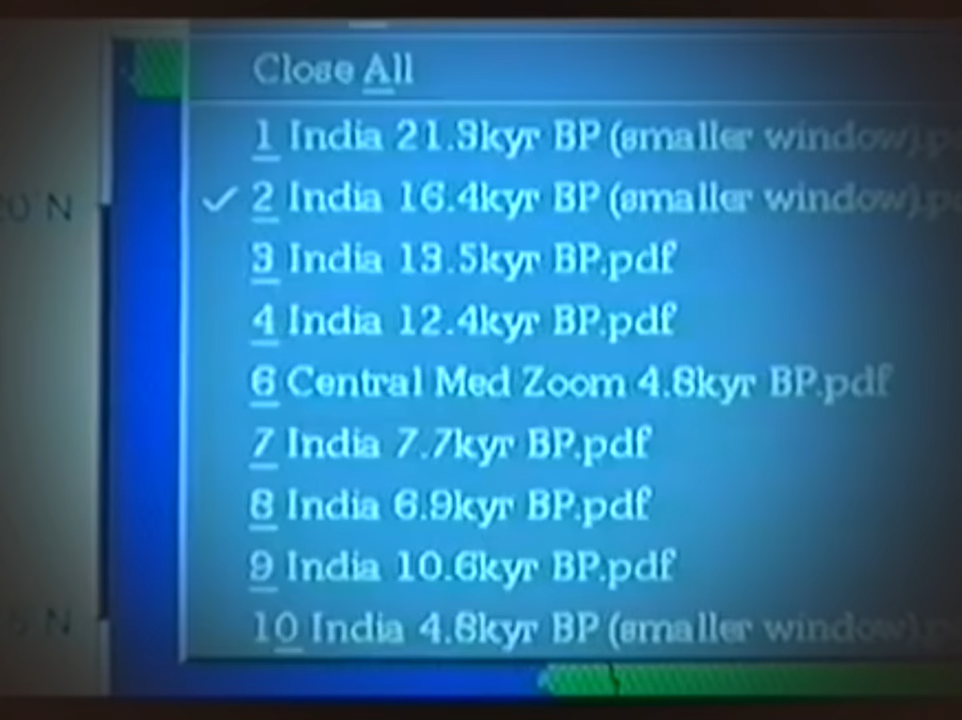 Close All
1 India 21.3kyr BP (smaller window).p
2 India 16.4kyr BP (smaller window).p
3 India 13.5kyr BP.pdf
4 India 12.4kyr BP.pdf
6 Central Med Zoom 4.8kyr BP.pdf
7 India 7.7kyr BP.pdf
8 India 6.9kyr BP.pdf
9 India 10.6kyr BP.pdf
10 India 4.8kyr BP (smaller window).p
20 N
5 N